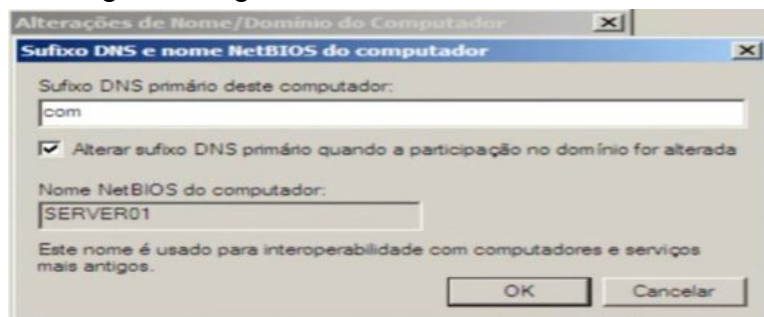 Alterações de Nome/Domínio do Computador
Sufixo DNS e nome NetBIOS do computador
Sufixo DNS primário deste computador:
com
Alterar sufixo DNS primário quando a participação no domínio for alterada
Nome NetBIOS do computador:
SERVER01
Este nome é usado para interoperabilidade com computadores e serviços
mais antigos.
OK Cancelar